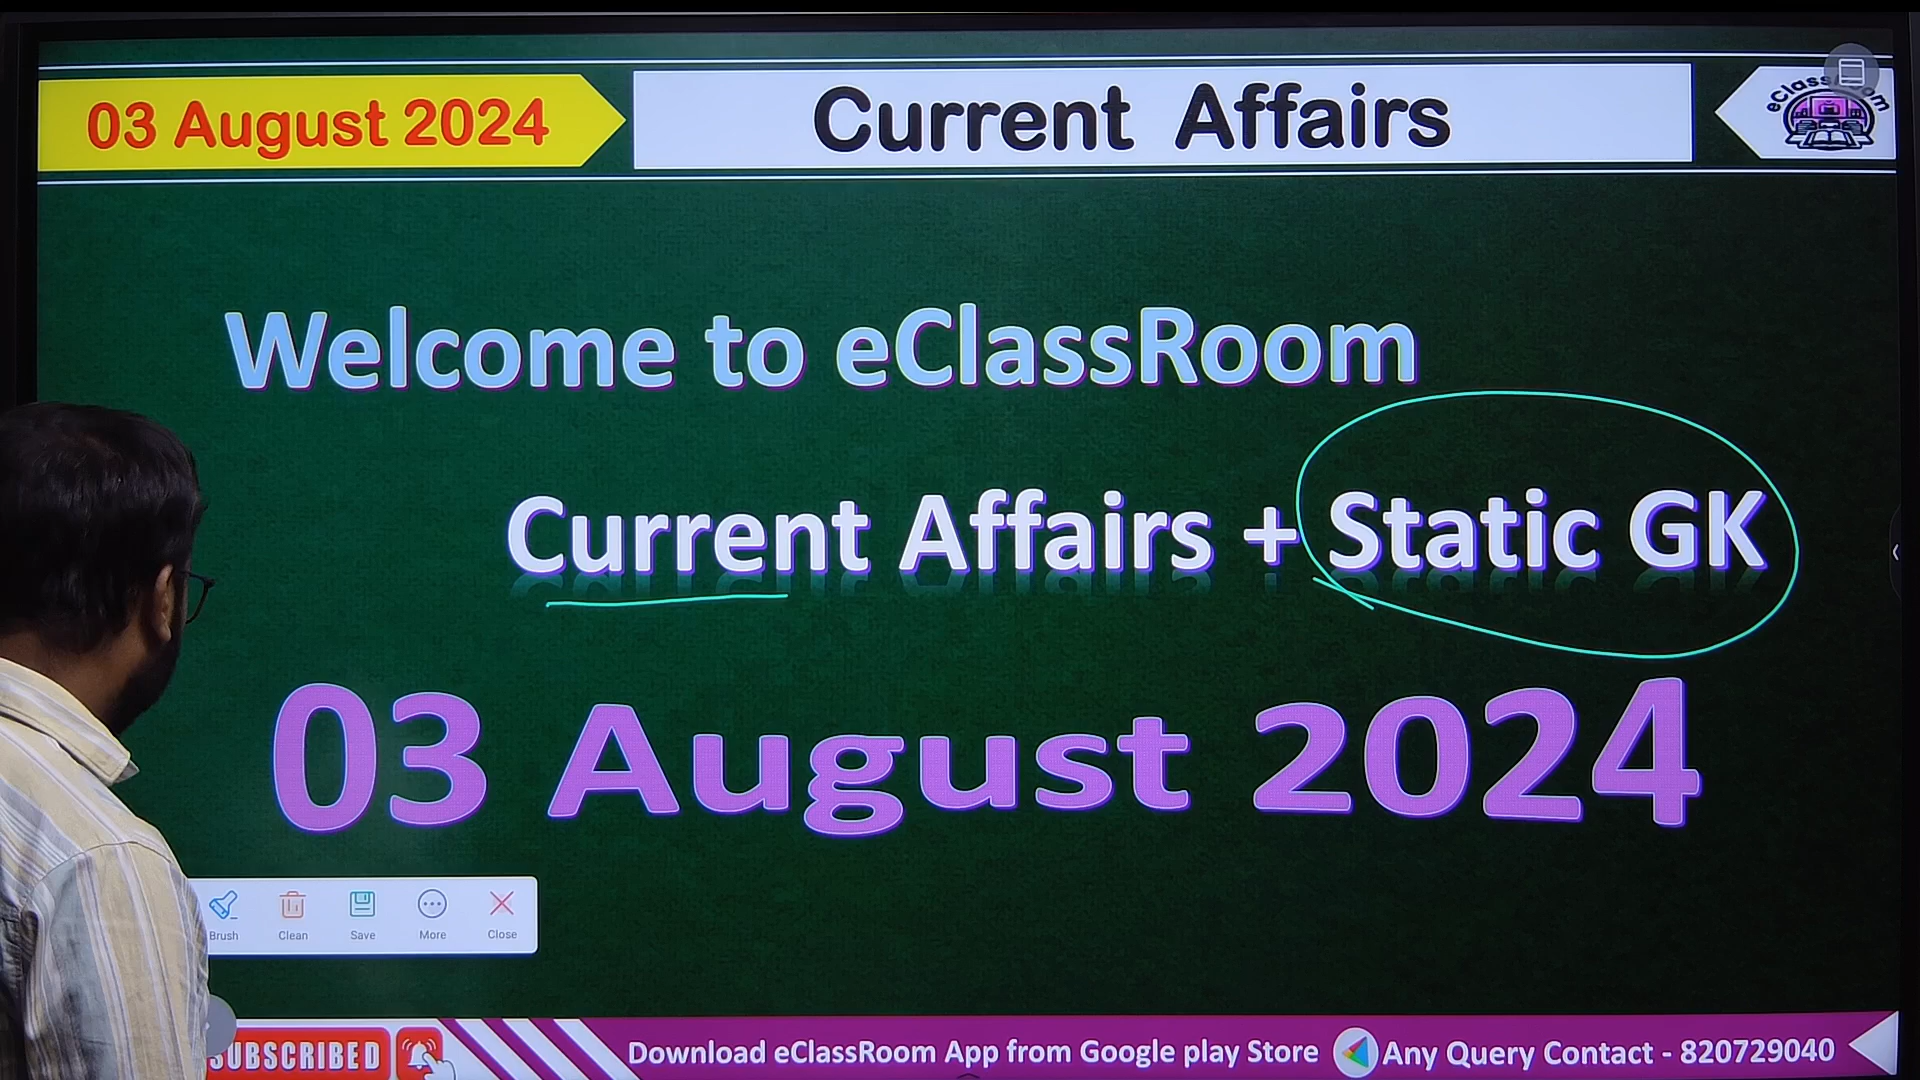 03 August 2024
Current Affairs
eClassRoom
Welcome to eClassRoom
Current Affairs + Static GK
03 August 2024
Brush
Clean
Save
More
Close
SUBSCRIBED
Download eClassRoom App from Google play Store
Any Query Contact - 820729040